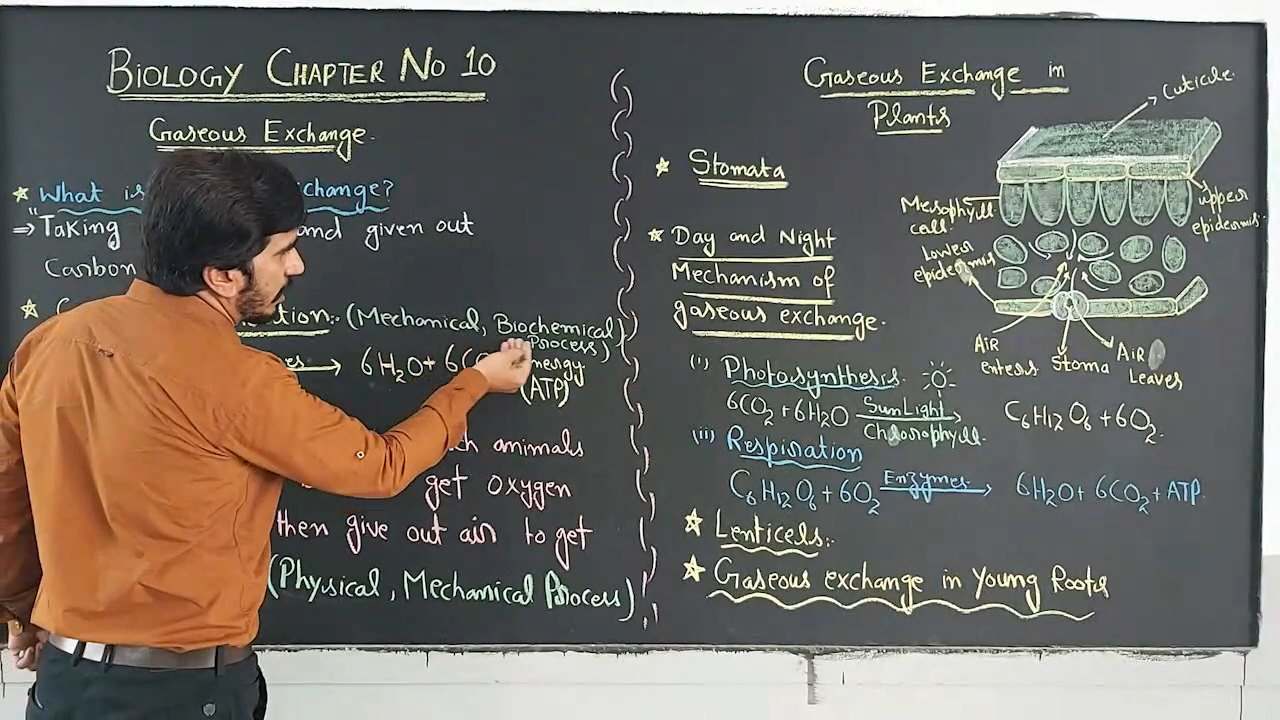 BIOLOGY CHAPTER NO 10
Gaseous Exchange.
What is change?
⇒ "Taking and given out
Carbon
(Mechanical, Biochemical
Process)
→ 6H₂O + 6CO
(ATP)
animals
get oxygen
then give out air to get
(Physical, Mechanical Process)
Gaseous Exchange in
Plants
Stomata
Day and Night
Mechanism of
gaseous exchange.
(i) Photosynthesis.
6CO₂ + 6H₂O SunLight → C₆H₁₂O₆ + 6O₂.
Chlorophyll.
(ii) Respiration
C₆H₁₂O₆ + 6O₂ Enzymes → 6H₂O + 6CO₂ + ATP.
Lenticels:.
Gaseous exchange in Young Roots
Cuticle.
Mesophyll
cell.
upper
epidermis.
Lower
epidermis
Air
enters
Stoma
Air
Leaves